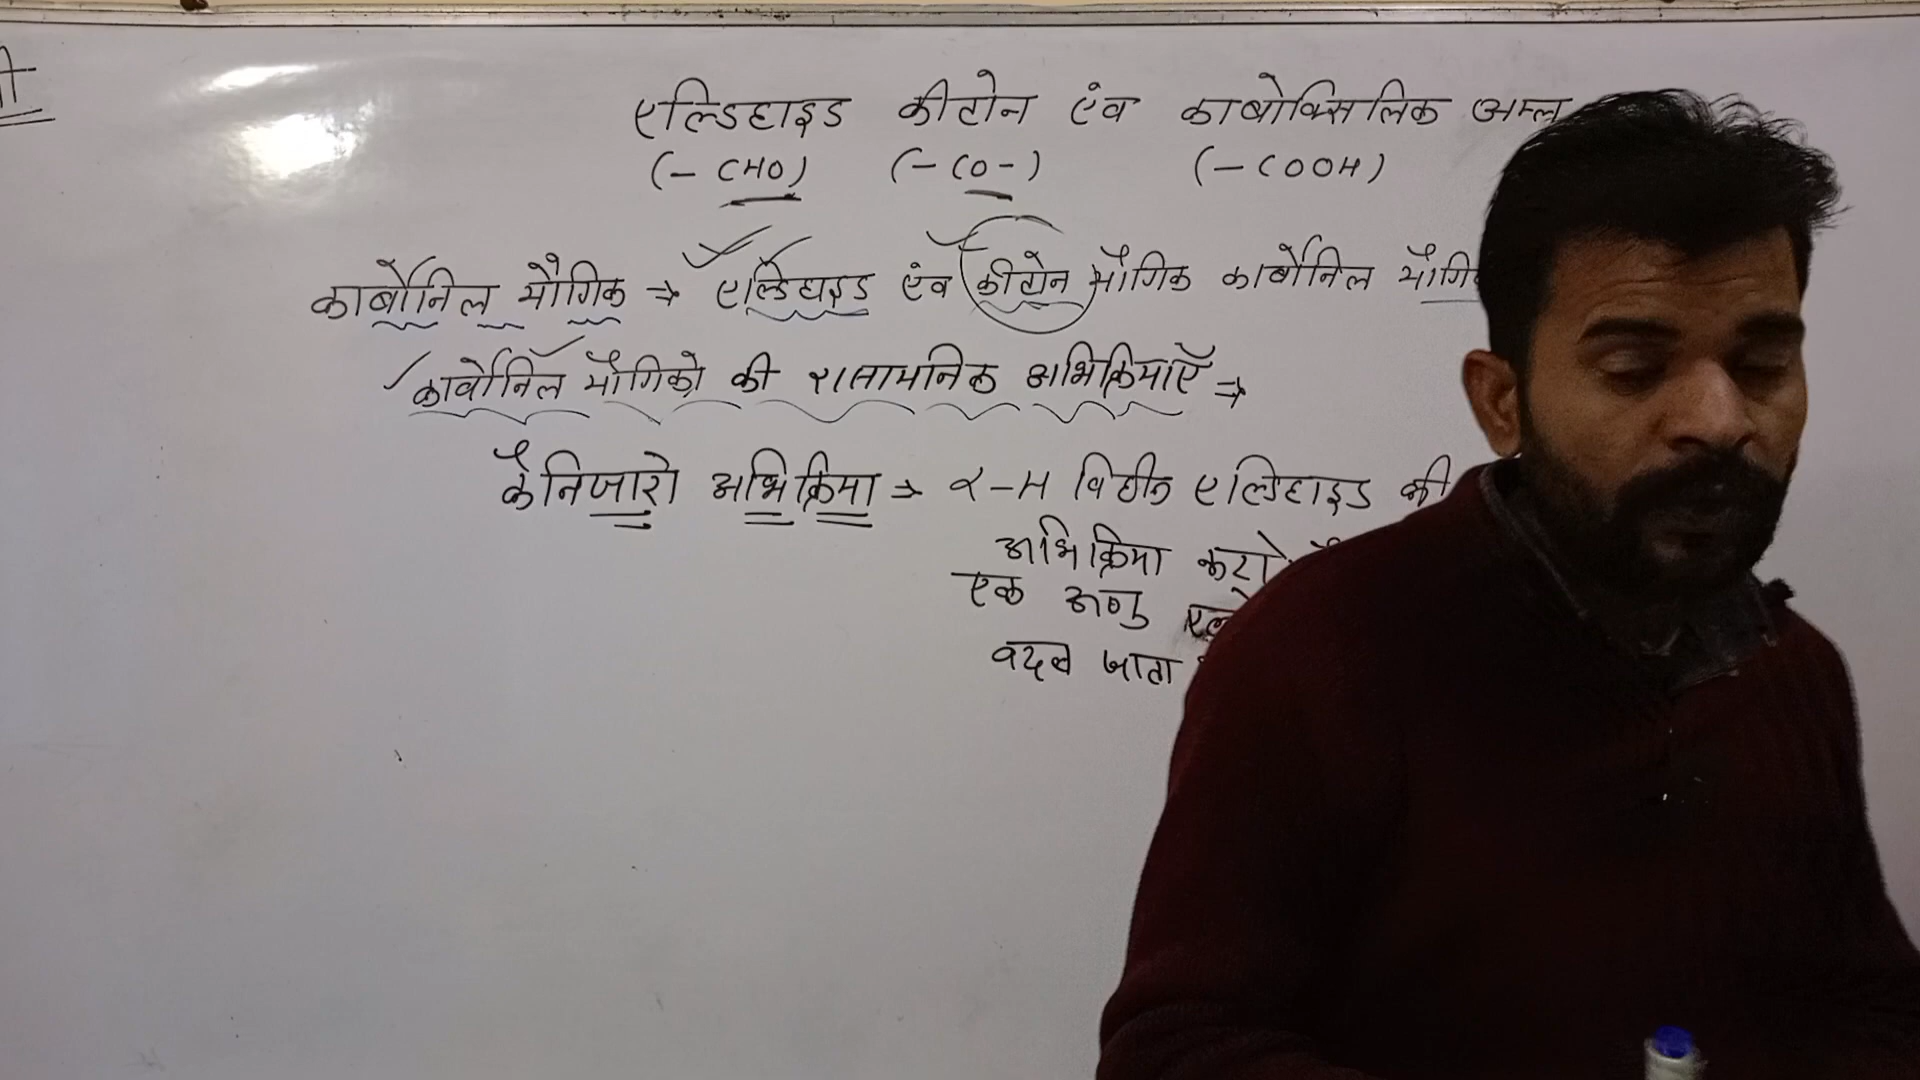 एल्डिहाइड कीटोन एंव काबोक्सिलिक अम्ल
(- CHO) (- CO -) (- COOH)
कार्बोनिल यौगिक → एल्डिहाइड एंव कीटोन यौगिक कार्बोनिल
कार्बोनिल यौगिको की रासायनिक अभिक्रियाएँ →
कैनिजारो अभिक्रिया → α-H विहीन एल्डिहाइड की
अभिक्रिया
एक अणु
बदल जाता